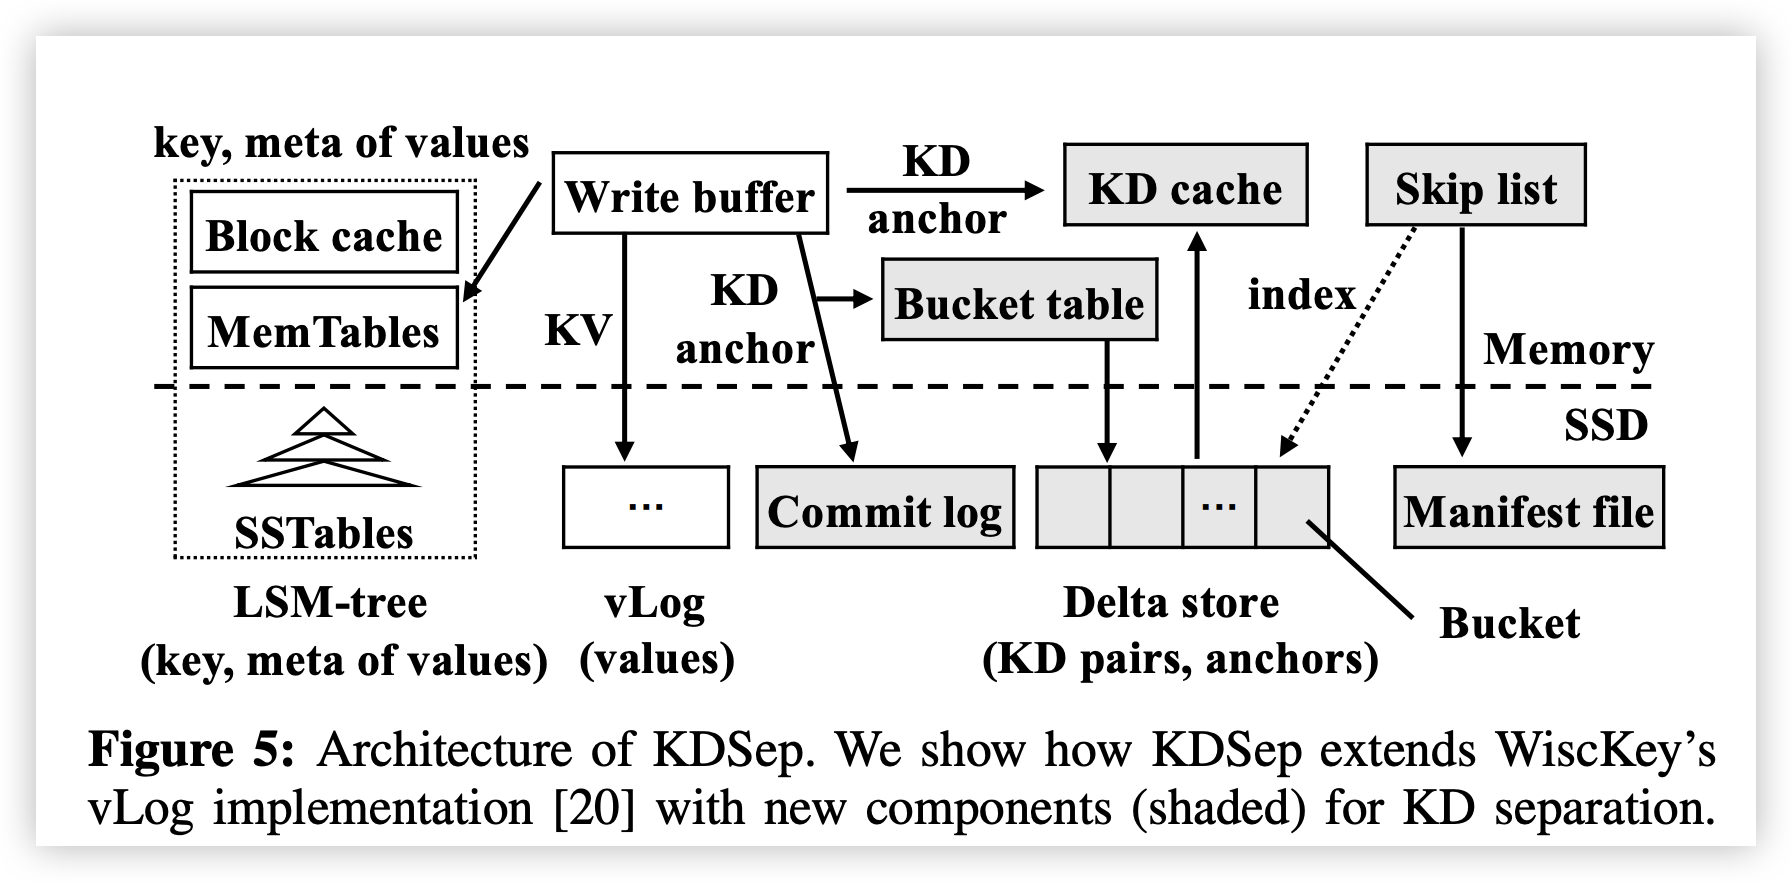 key, meta of values
Write buffer
KD
anchor
KD cache
Skip list
Block cache
MemTables
KV
KD
anchor
Bucket table
index
Memory
SSD
SSTables
...
Commit log
...
Manifest file
LSM-tree
(key, meta of values)
vLog
(values)
Delta store
(KD pairs, anchors)
Bucket
Figure 5: Architecture of KDSep. We show how KDSep extends WiscKey’s
vLog implementation [20] with new components (shaded) for KD separation.